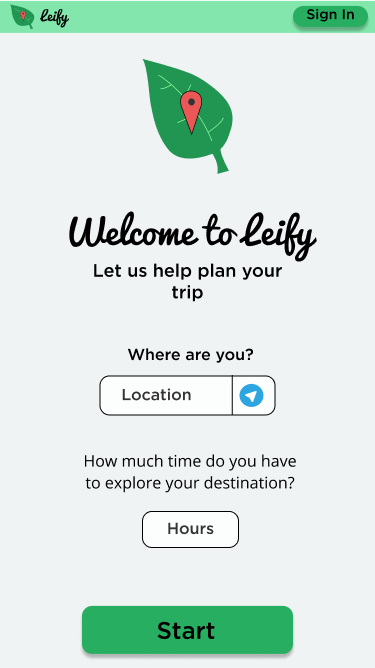 Leify
Sign In
Welcome to Leify
Let us help plan your
trip
Where are you?
Location
How much time do you have
to explore your destination?
Hours
Start